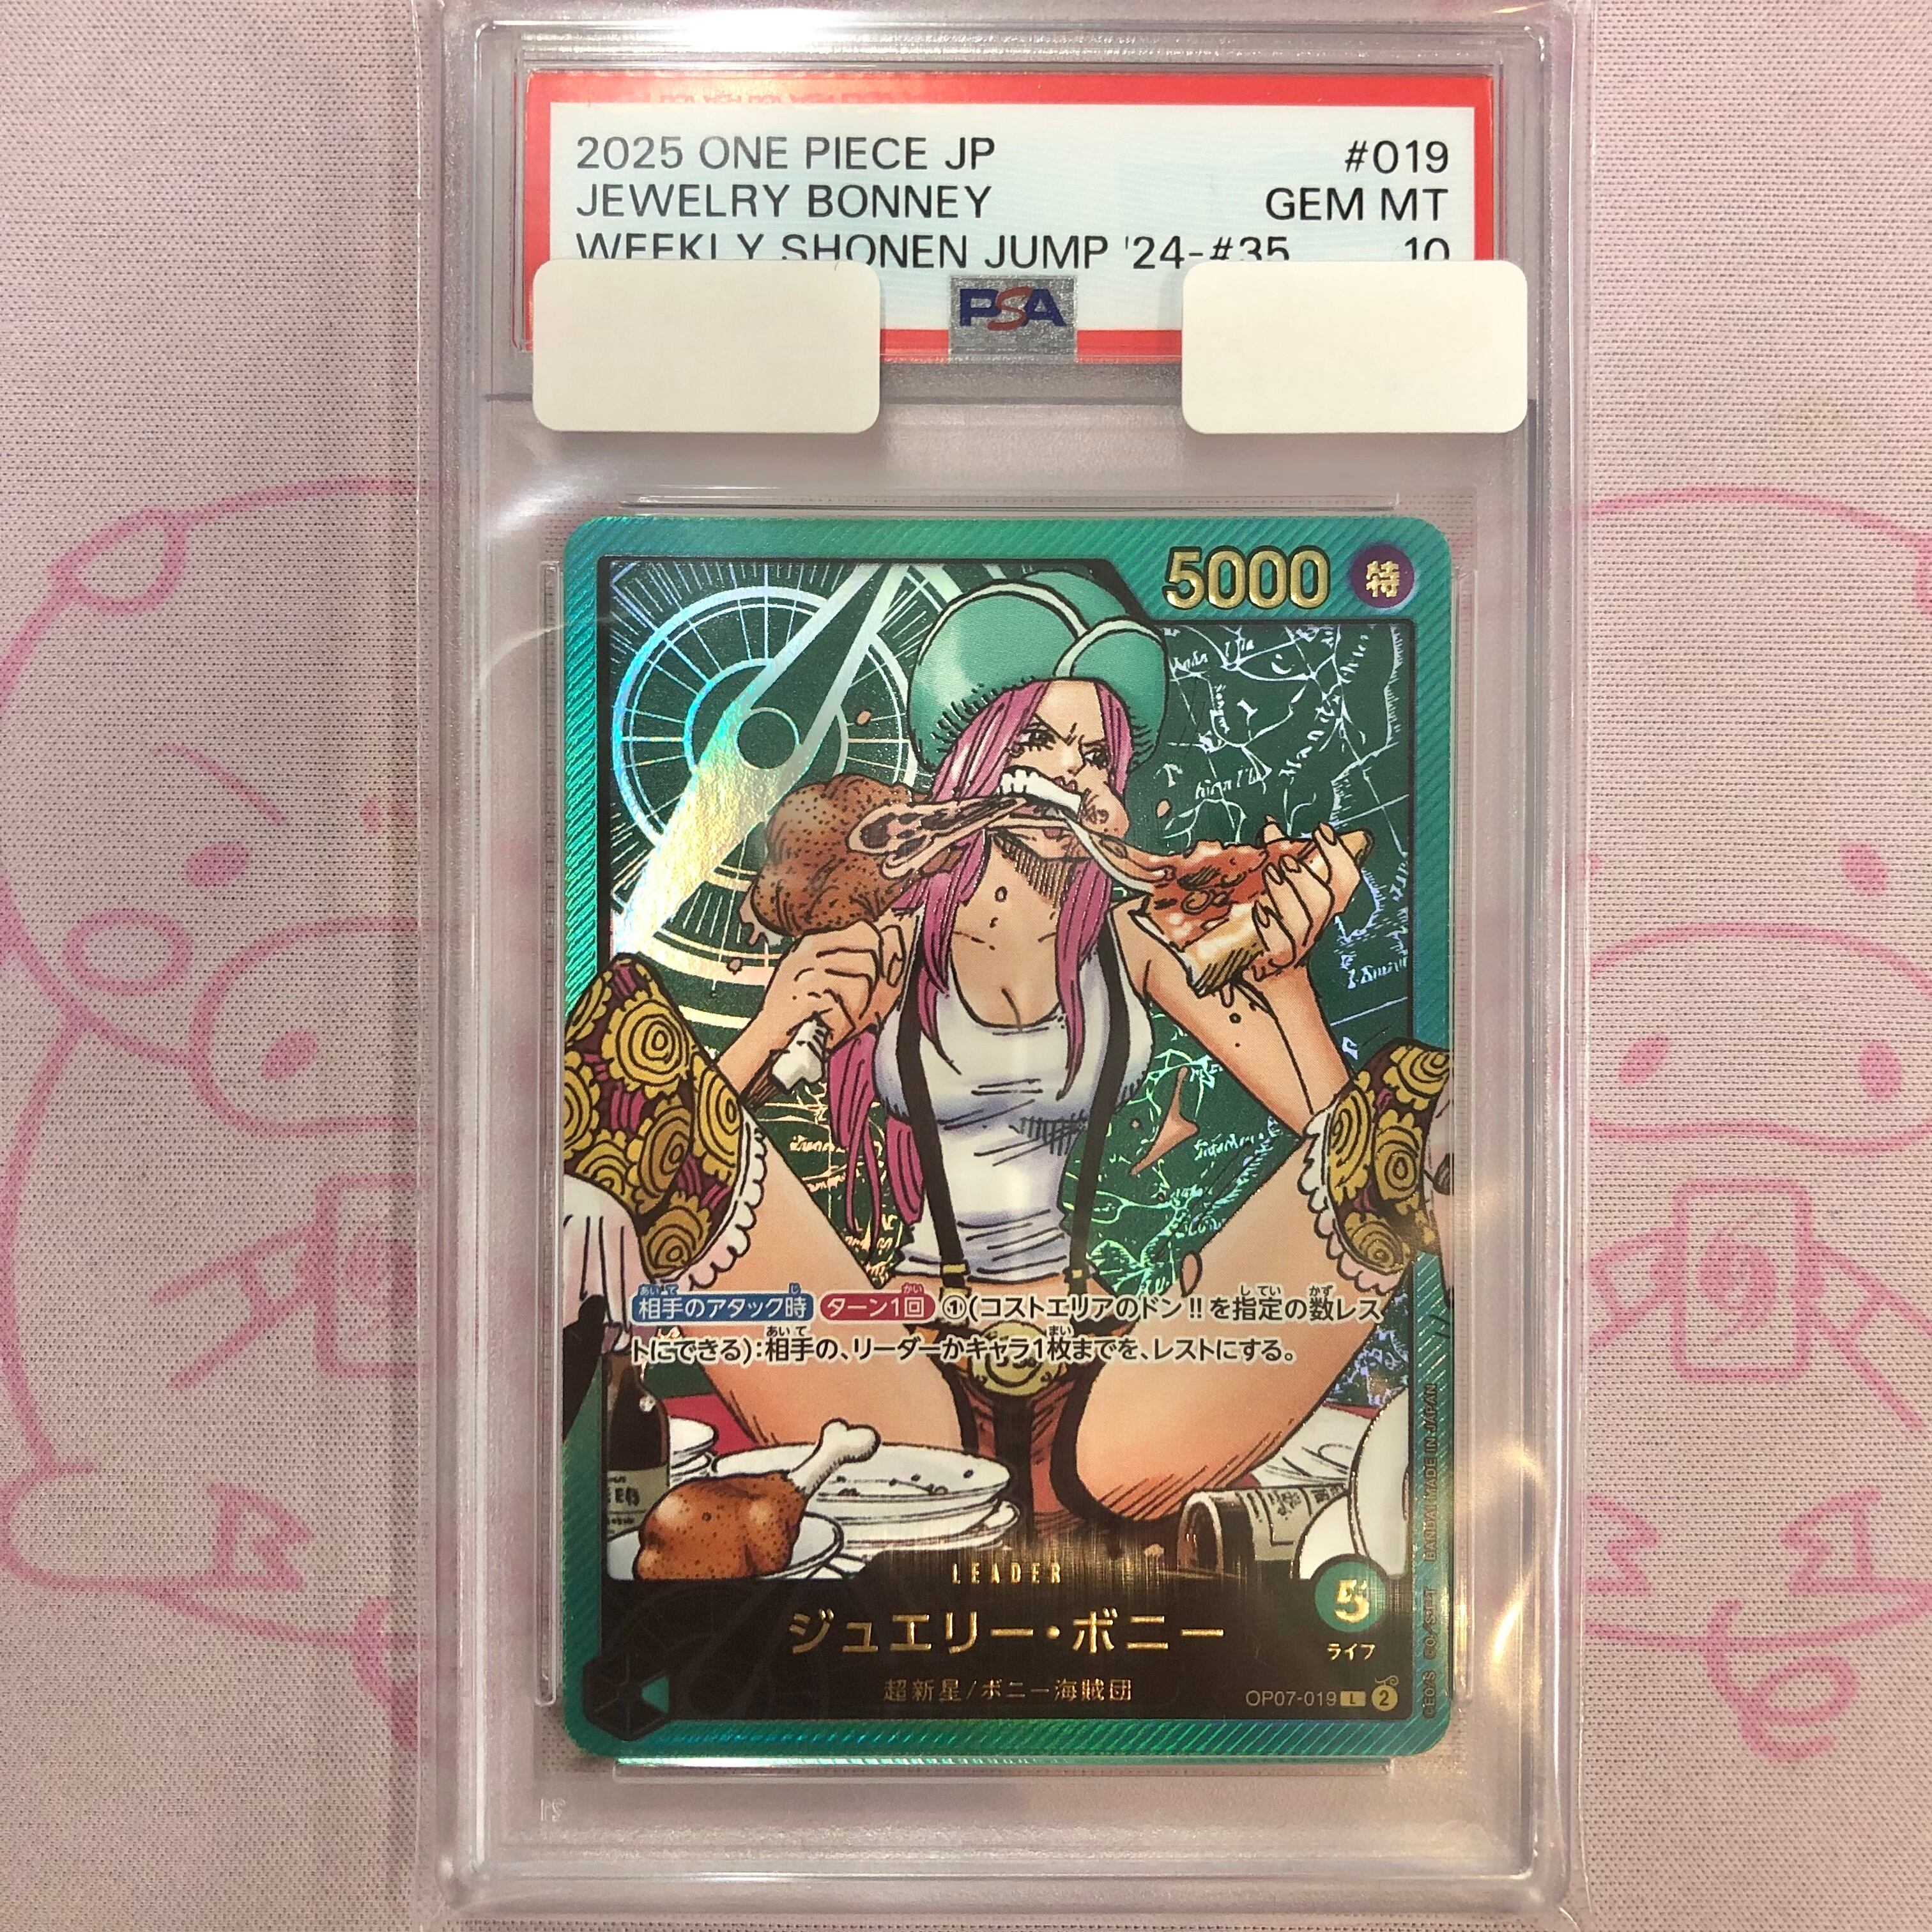 2025 ONE PIECE JP #019
JEWELRY BONNEY GEM MT
WEEKLY SHONEN JUMP '24-#35 10
PSA
5000 特
相手のアタック時 ターン1回 ①(コストエリアのドン!!を指定の数レス
トにできる):相手の、リーダーかキャラ1枚までを、レストにする。
LEADER
ジュエリー・ボニー
5
ライフ
超新星/ボニー海賊団
OP07-019 L 2
BANDAI MADE IN JAPAN